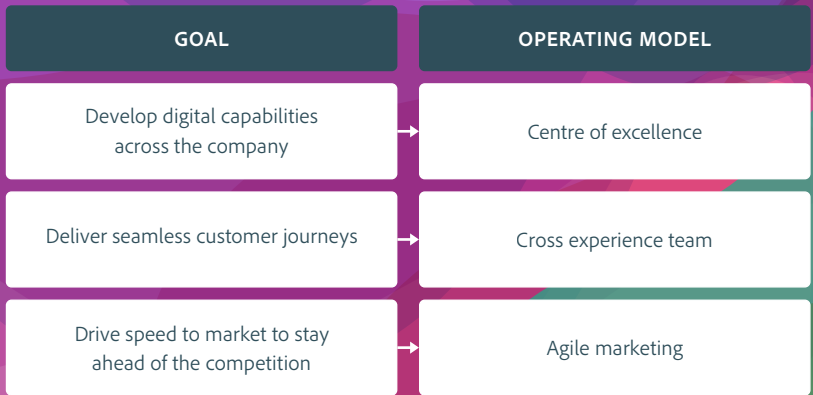 GOAL
OPERATING MODEL
Develop digital capabilities
across the company
Centre of excellence
Deliver seamless customer journeys
Cross experience team
Drive speed to market to stay
ahead of the competition
Agile marketing